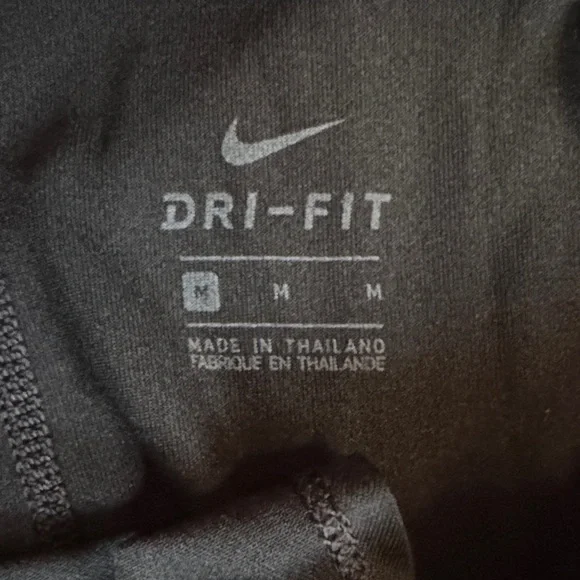 DRI-FIT
M M M
MADE IN THAILAND
FABRIQUE EN THAILANDE